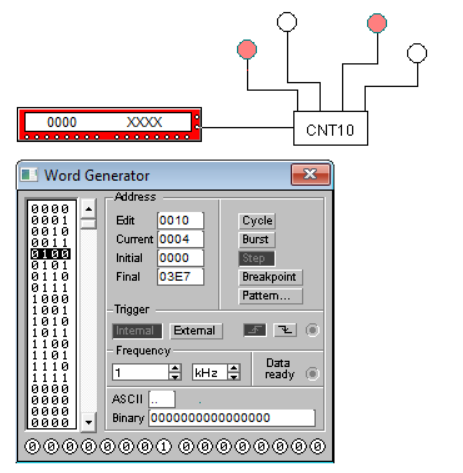 0000 XXXX
CNT10
Word Generator
Address
0000
0001
0010
0011
0100
0101
0110
0111
1000
1001
1010
1011
1100
1101
1110
1111
0000
0000
0000
Edit 0010
Current 0004
Initial 0000
Final 03E7
Cycle
Burst
Step
Breakpoint
Pattern...
Trigger
Internal External
Frequency
1 kHz
Data
ready
ASCII ..
Binary 0000000000000000
0 0 0 0 0 0 0 1 0 0 0 0 0 0 0 0